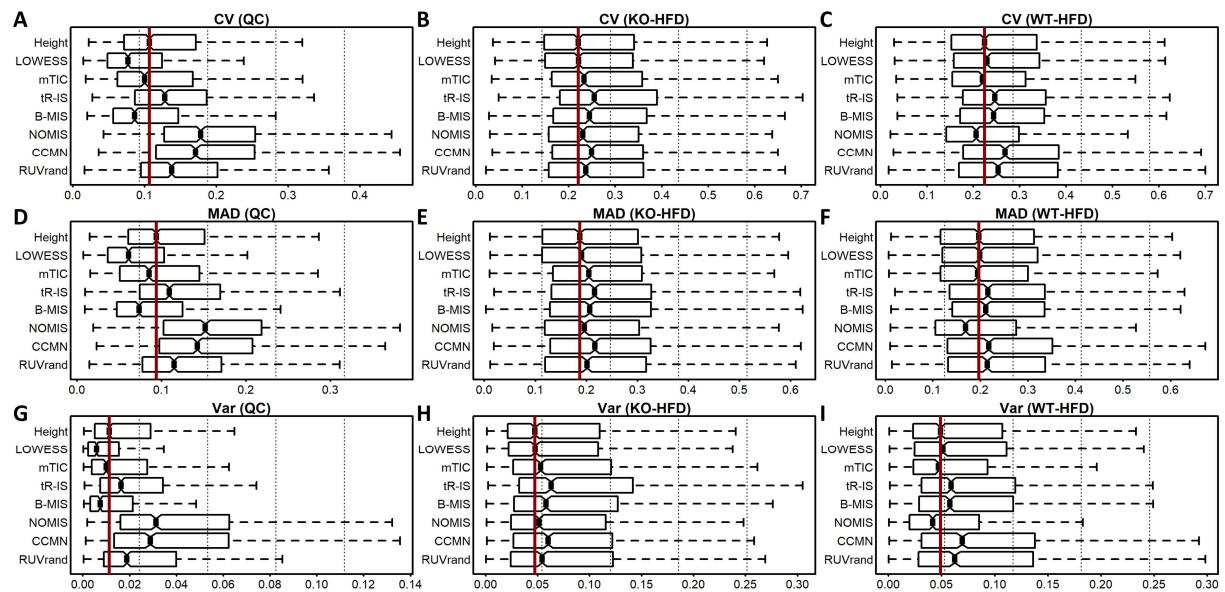 A CV (QC)
Height
LOWESS
mTIC
tR-IS
B-MIS
NOMIS
CCMN
RUVrand
0.0 0.1 0.2 0.3 0.4
B CV (KO-HFD)
Height
LOWESS
mTIC
tR-IS
B-MIS
NOMIS
CCMN
RUVrand
0.0 0.1 0.2 0.3 0.4 0.5 0.6 0.7
C CV (WT-HFD)
Height
LOWESS
mTIC
tR-IS
B-MIS
NOMIS
CCMN
RUVrand
0.0 0.1 0.2 0.3 0.4 0.5 0.6 0.7
D MAD (QC)
Height
LOWESS
mTIC
tR-IS
B-MIS
NOMIS
CCMN
RUVrand
0.0 0.1 0.2 0.3
E MAD (KO-HFD)
Height
LOWESS
mTIC
tR-IS
B-MIS
NOMIS
CCMN
RUVrand
0.0 0.1 0.2 0.3 0.4 0.5 0.6
F MAD (WT-HFD)
Height
LOWESS
mTIC
tR-IS
B-MIS
NOMIS
CCMN
RUVrand
0.0 0.1 0.2 0.3 0.4 0.5 0.6
G Var (QC)
Height
LOWESS
mTIC
tR-IS
B-MIS
NOMIS
CCMN
RUVrand
0.00 0.02 0.04 0.06 0.08 0.10 0.12 0.14
H Var (KO-HFD)
Height
LOWESS
mTIC
tR-IS
B-MIS
NOMIS
CCMN
RUVrand
0.00 0.05 0.10 0.15 0.20 0.25 0.30
I Var (WT-HFD)
Height
LOWESS
mTIC
tR-IS
B-MIS
NOMIS
CCMN
RUVrand
0.00 0.05 0.10 0.15 0.20 0.25 0.30